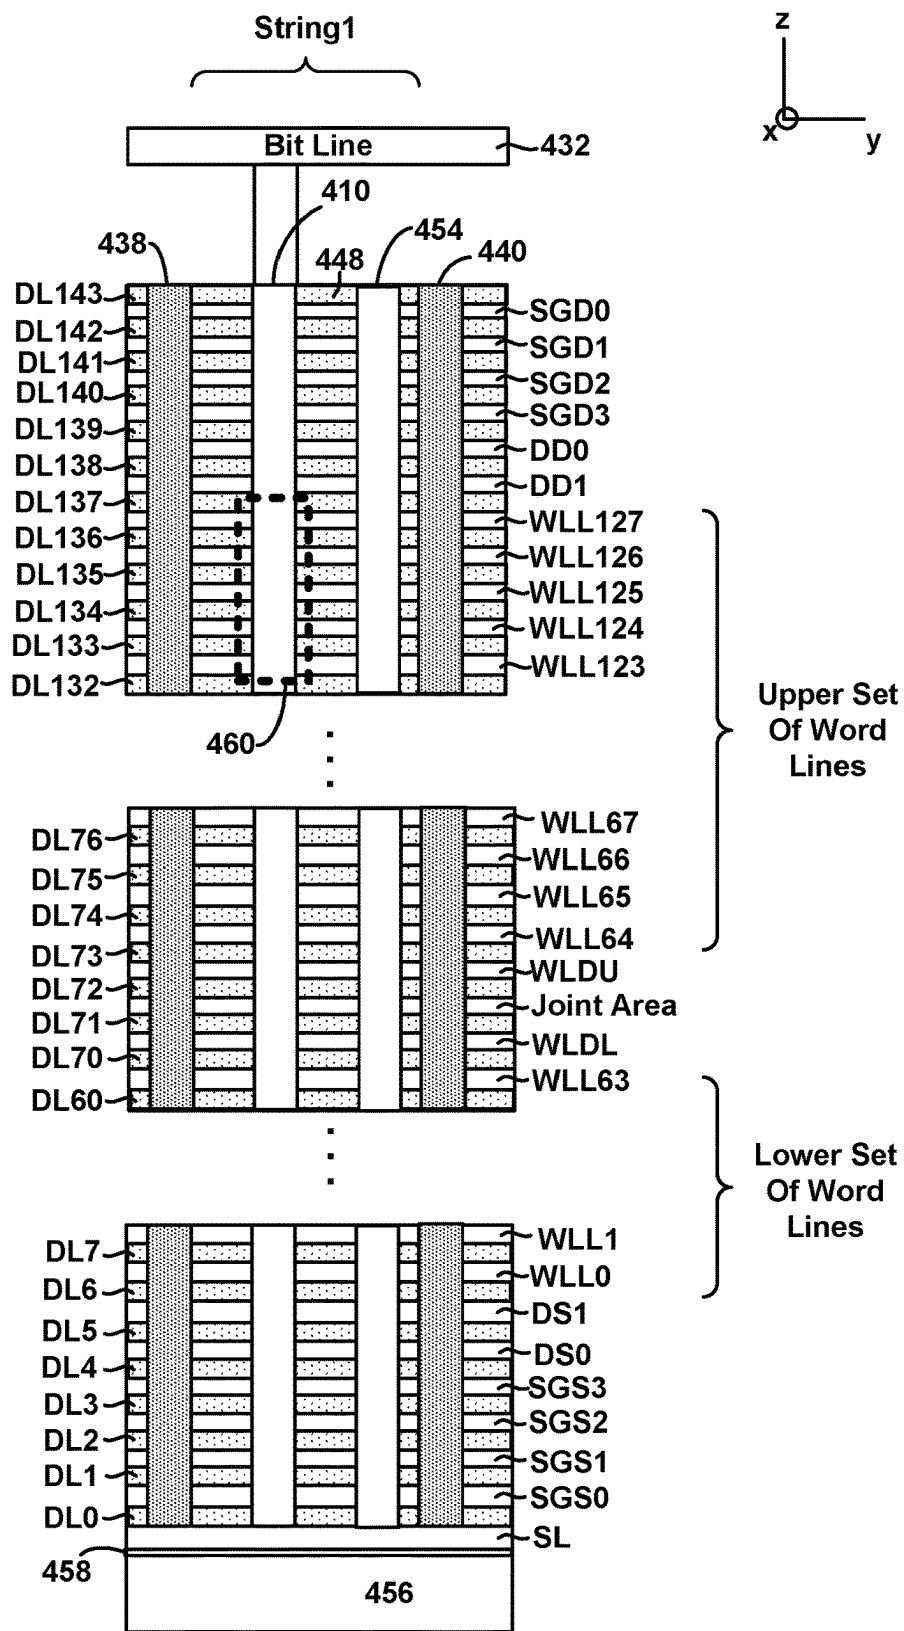 String1
z
x
y
Bit Line
432
410
454
438
448
440
DL143
SGD0
DL142
SGD1
DL141
SGD2
DL140
SGD3
DL139
DD0
DL138
DD1
DL137
WLL127
DL136
WLL126
DL135
WLL125
DL134
WLL124
DL133
WLL123
DL132
460
Upper Set
Of Word
Lines
WLL67
DL76
WLL66
DL75
WLL65
DL74
WLL64
DL73
WLDU
DL72
Joint Area
DL71
WLDL
DL70
WLL63
DL60
Lower Set
Of Word
Lines
WLL1
DL7
WLL0
DL6
DS1
DL5
DS0
DL4
SGS3
DL3
SGS2
DL2
SGS1
DL1
SGS0
DL0
SL
458
456